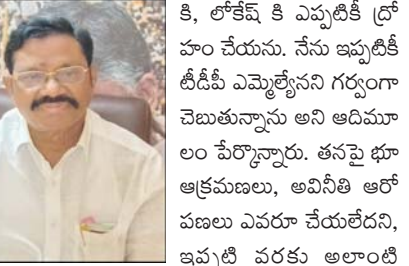 కి, లోకేష్ కి ఎప్పటికీ ద్రో
హం చేయను. నేను ఇప్పటికీ
టీడీపీ ఎమ్మెల్యేనని గర్వంగా
చెబుతున్నాను అని ఆదిమూ
లం పేర్కొన్నారు. తనపై భూ
ఆక్రమణలు, అవినీతి ఆరో
పణలు ఎవరూ చేయలేదని,
ఇప్పటి వరకు అలాంటి